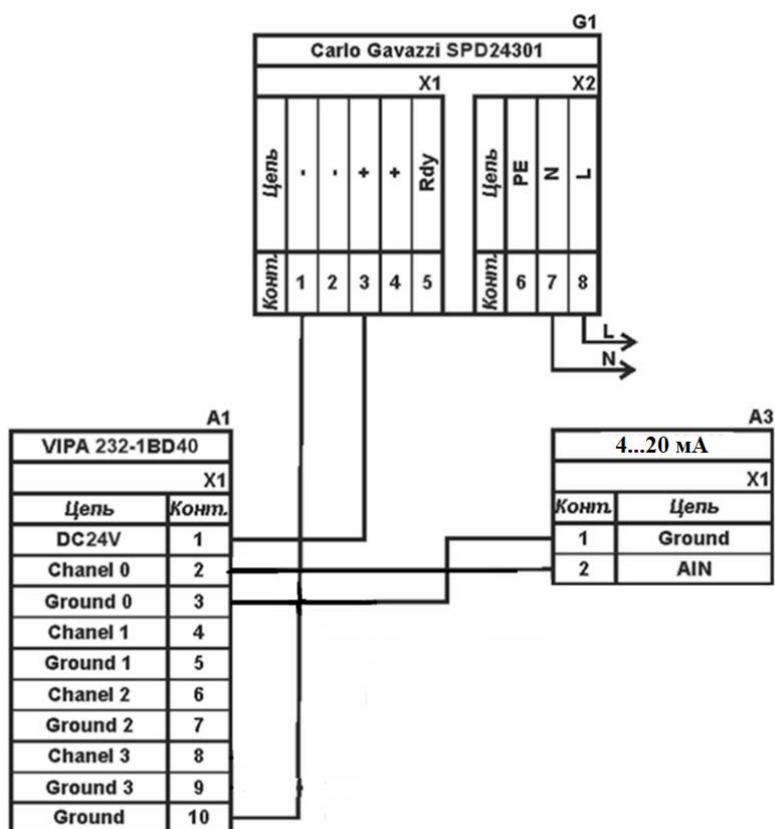 G1
Carlo Gavazzi SPD24301
X1 X2
Цепь - - + + Rdy Цепь PE N L
Конт. 1 2 3 4 5 Конт. 6 7 8
L
N
A1
VIPA 232-1BD40
X1
Цепь Конт.
DC24V 1
Chanel 0 2
Ground 0 3
Chanel 1 4
Ground 1 5
Chanel 2 6
Ground 2 7
Chanel 3 8
Ground 3 9
Ground 10
A3
4...20 мА
X1
Конт. Цепь
1 Ground
2 AIN